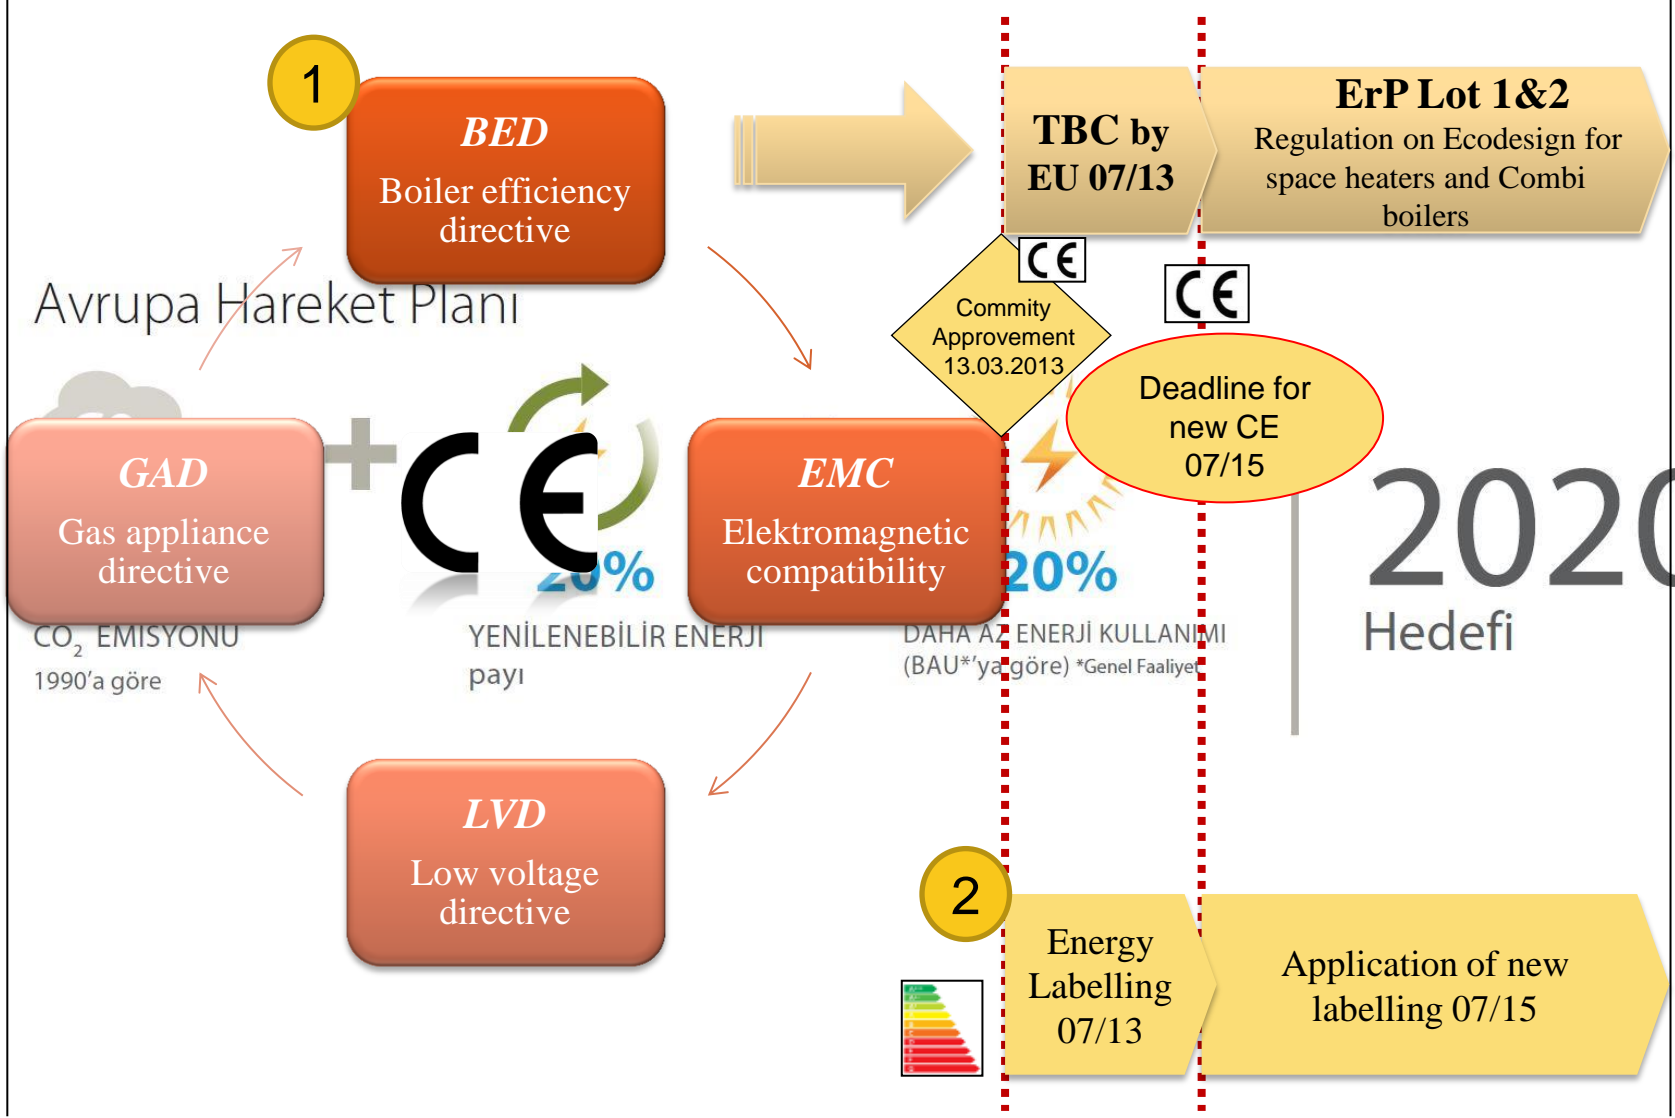 1
BED
Boiler efficiency
directive
TBC by
EU 07/13
ErP Lot 1&2
Regulation on Ecodesign for
space heaters and Combi
boilers
CE
CE
Commity
Approvement
13.03.2013
Avrupa Hareket Planı
Deadline for
new CE
07/15
GAD
Gas appliance
directive
+
CE
EMC
Elektromagnetic
compatibility
20%
20%
2020
Hedefi
CO₂ EMİSYONU
1990’a göre
YENİLENEBİLİR ENERJİ
payı
DAHA AZ ENERJİ KULLANIMI
(BAU*’ya göre) *Genel Faaliyet
LVD
Low voltage
directive
2
Energy
Labelling
07/13
Application of new
labelling 07/15